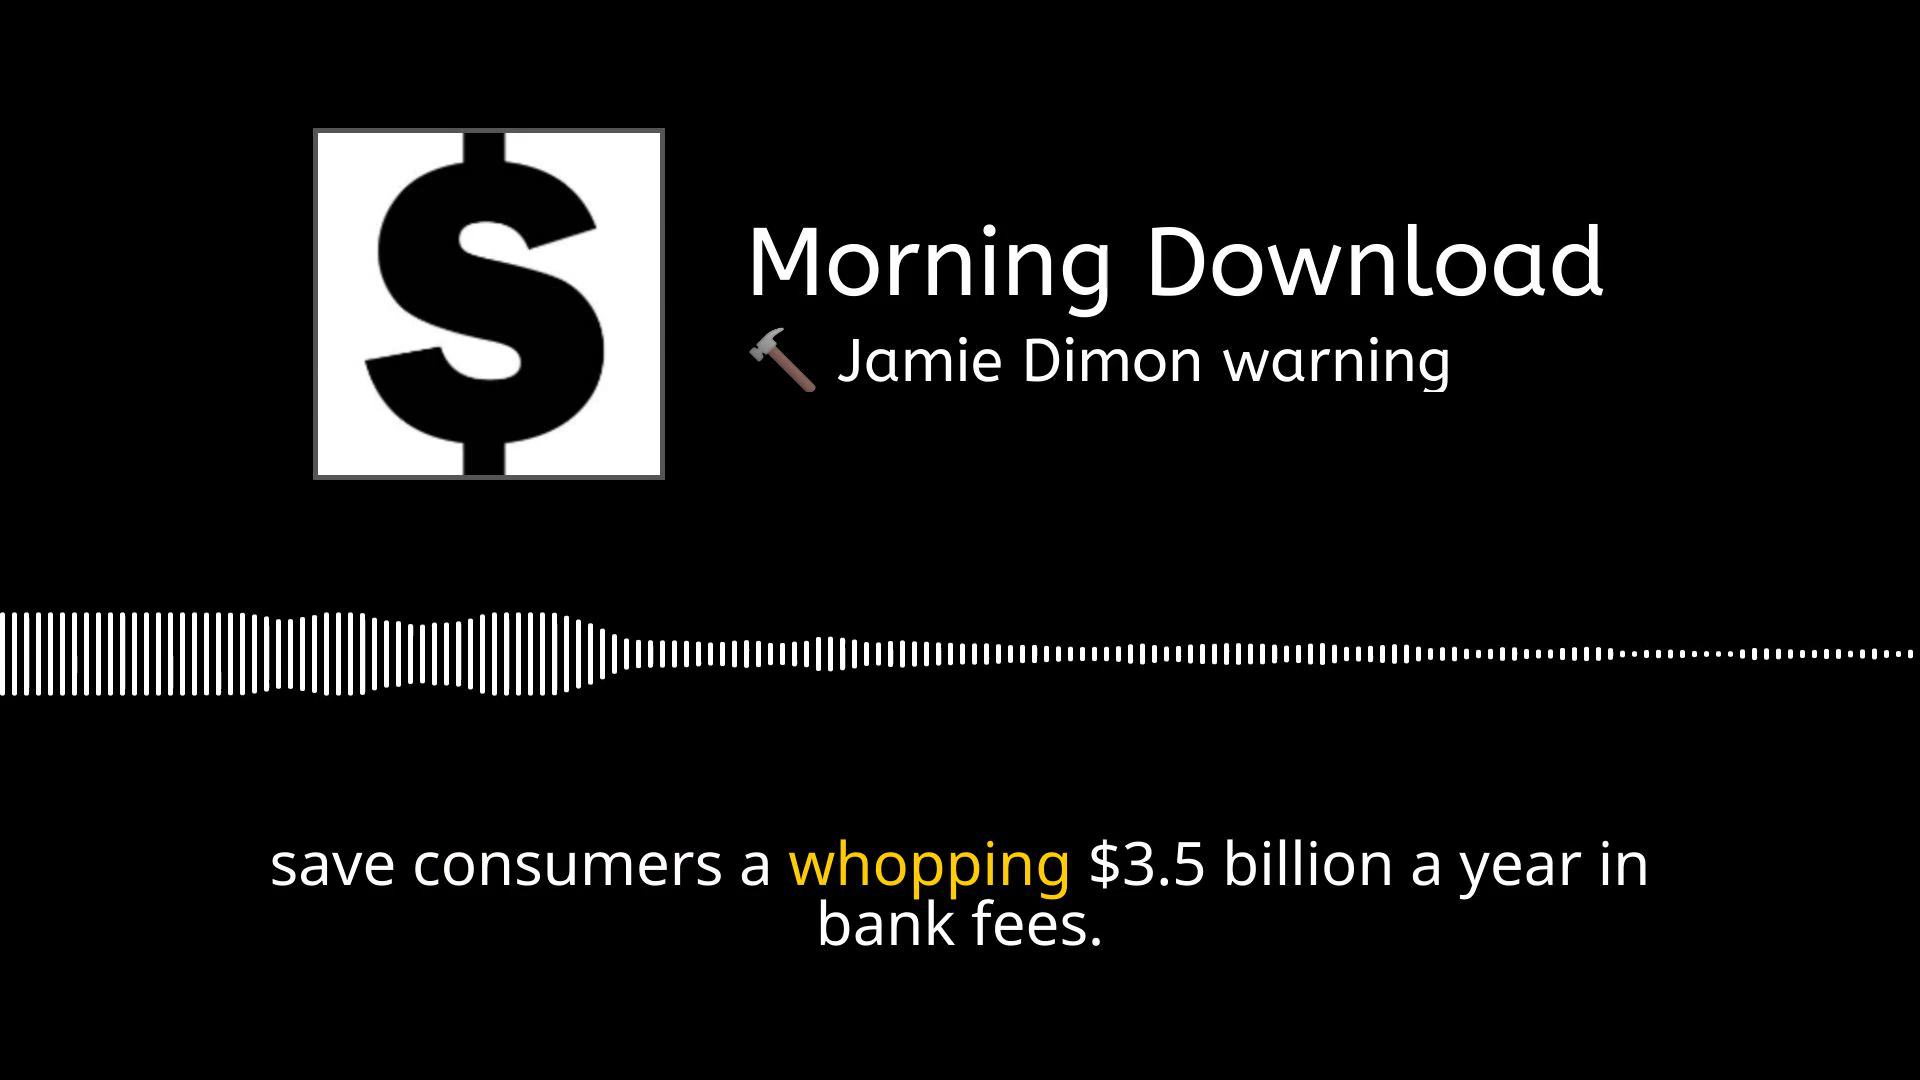 $
Morning Download
🔨 Jamie Dimon warning
save consumers a whopping $3.5 billion a year in
bank fees.